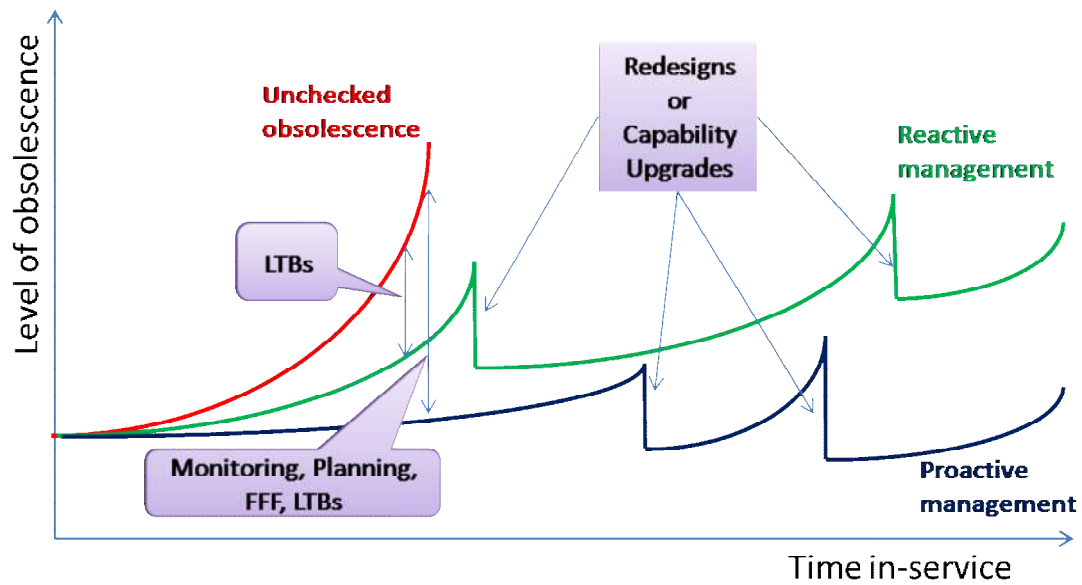 Level of obsolescence
Unchecked
obsolescence
Redesigns
or
Capability
Upgrades
Reactive
management
LTBs
Monitoring, Planning,
FFF, LTBs
Proactive
management
Time in-service